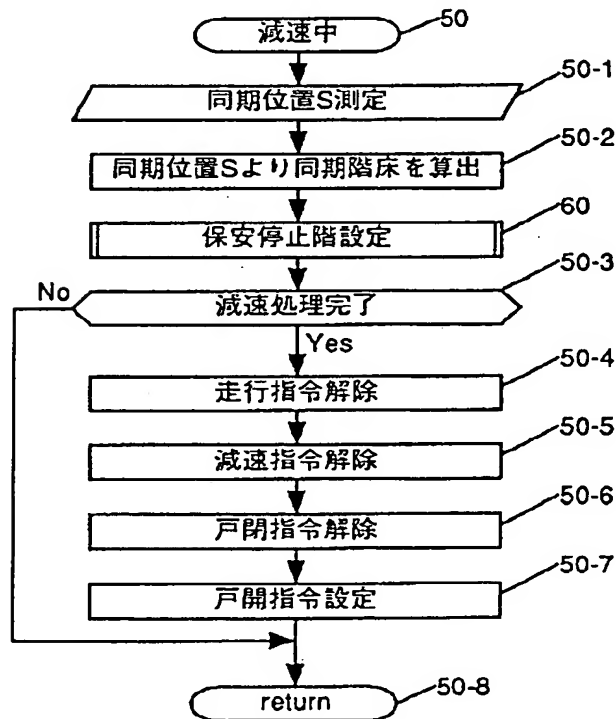 減速中
50
50-1
同期位置S測定
50-2
同期位置Sより同期階床を算出
60
保安停止階設定
50-3
No
減速処理完了
Yes
50-4
走行指令解除
50-5
減速指令解除
50-6
戸閉指令解除
50-7
戸開指令設定
return
50-8